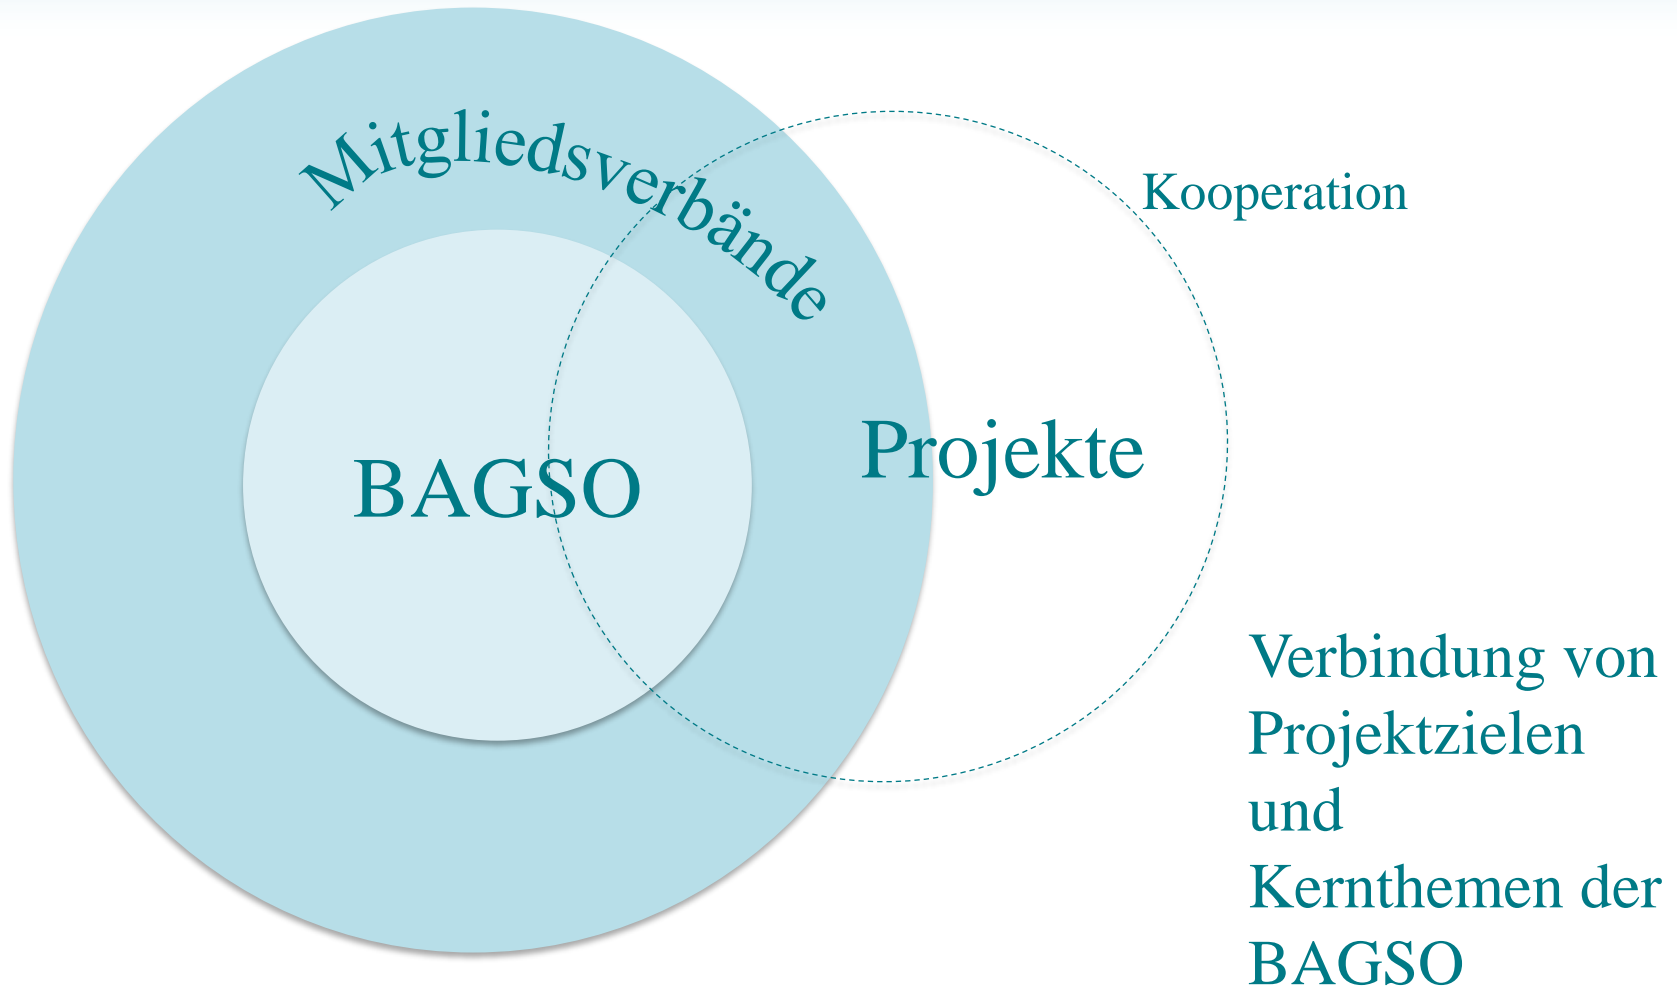 Mitgliedsverbände
Kooperation
Projekte
BAGSO
Verbindung von
Projektzielen
und
Kernthemen der
BAGSO